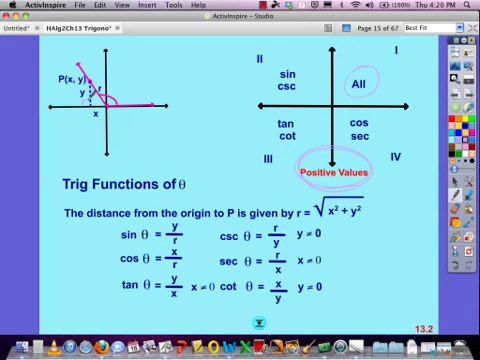 ActivInspire File Edit View Insert Tools Help (100%) Thu 4:20 PM
ActivInspire – Studio
Untitled* HAlg2Ch13 Trigono* Page 15 of 67 Best Fit
P(x, y)
r
y
x
II
I
sin
csc
All
tan
cot
cos
sec
III
IV
Positive Values
Trig Functions of θ
The distance from the origin to P is given by r = √x² + y²
sin θ = y/r csc θ = r/y y ≠ 0
cos θ = x/r sec θ = r/x x ≠ 0
tan θ = y/x x ≠ 0 cot θ = x/y y ≠ 0
13.2